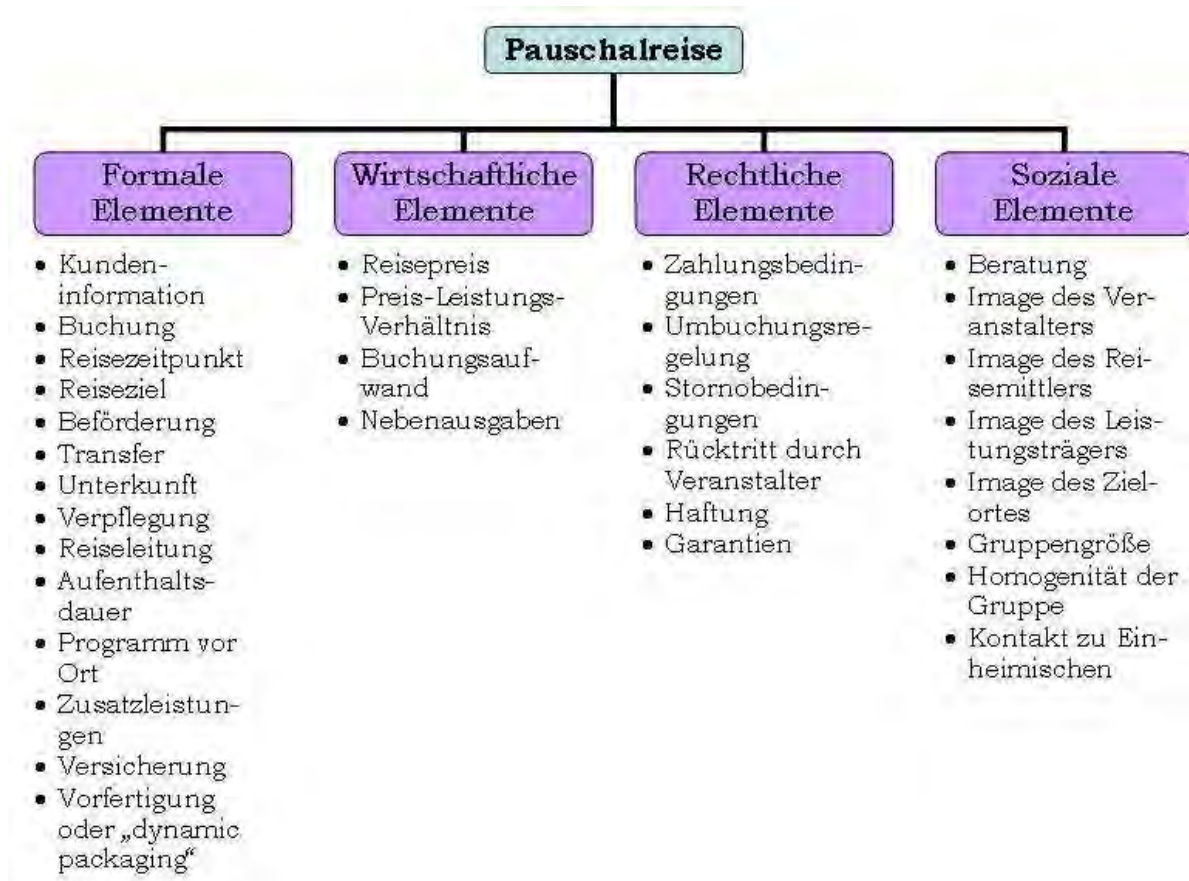 Pauschalreise
Formale
Elemente
• Kunden-
information
• Buchung
• Reisezeitpunkt
• Reiseziel
• Beförderung
• Transfer
• Unterkunft
• Verpflegung
• Reiseleitung
• Aufenthalts-
dauer
• Programm vor
Ort
• Zusatzleistun-
gen
• Versicherung
• Vorfertigung
oder „dynamic
packaging“
Wirtschaftliche
Elemente
• Reisepreis
• Preis-Leistungs-
Verhältnis
• Buchungsauf-
wand
• Nebenausgaben
Rechtliche
Elemente
• Zahlungsbedin-
gungen
• Umbuchungsre-
gelung
• Stornobedin-
gungen
• Rücktritt durch
Veranstalter
• Haftung
• Garantien
Soziale
Elemente
• Beratung
• Image des Ver-
anstalters
• Image des Rei-
semittlers
• Image des Leis-
tungsträgers
• Image des Ziel-
ortes
• Gruppengröße
• Homogenität der
Gruppe
• Kontakt zu Ein-
heimischen